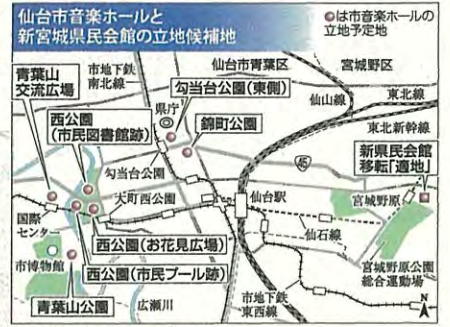 仙台市音楽ホールと
新宮城県民会館の立地候補地
●は市音楽ホールの
立地予定地
青葉山
交流広場
市地下鉄
南北線
仙台市青葉区
宮城野区
勾当台公園(東側)
仙山線
東北線
東北新幹線
県庁
西公園
(市民図書館跡)
錦町公園
45
新県民会館
移転「適地」
勾当台公園
大町西公園
仙台駅
宮城野原
国際
センター
西公園(お花見広場)
仙石線
市博物館
西公園(市民プール跡)
宮城野原公園
総合運動場
青葉山公園
広瀬川
市地下鉄
東西線
N